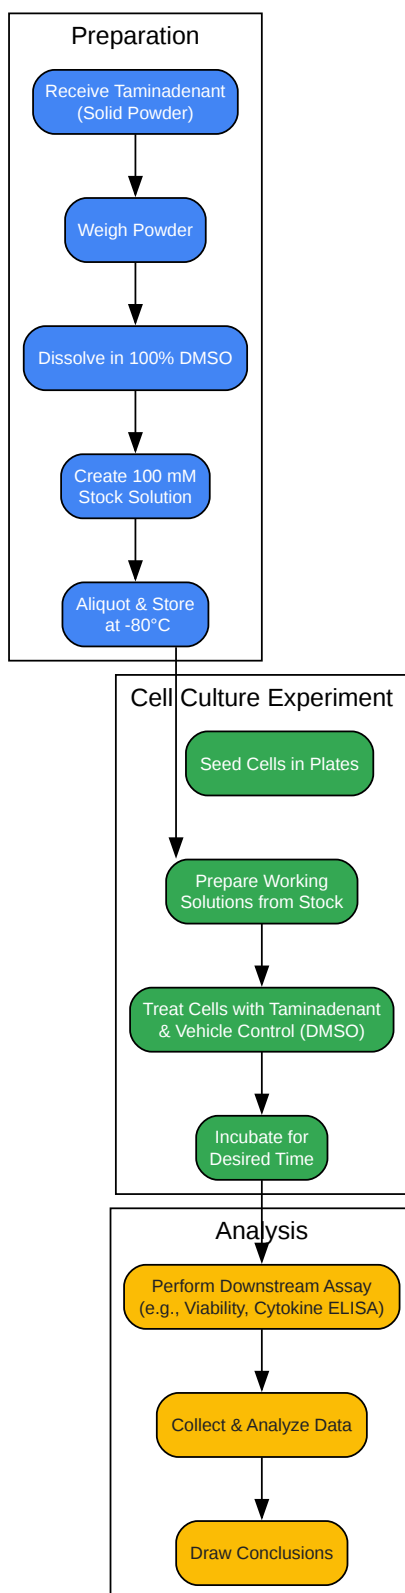 Preparation
Receive Taminadenant
(Solid Powder)
Weigh Powder
Dissolve in 100% DMSO
Create 100 mM
Stock Solution
Aliquot & Store
at -80°C
Cell Culture Experiment
Seed Cells in Plates
Prepare Working
Solutions from Stock
Treat Cells with Taminadenant
& Vehicle Control (DMSO)
Incubate for
Desired Time
Analysis
Perform Downstream Assay
(e.g., Viability, Cytokine ELISA)
Collect & Analyze Data
Draw Conclusions